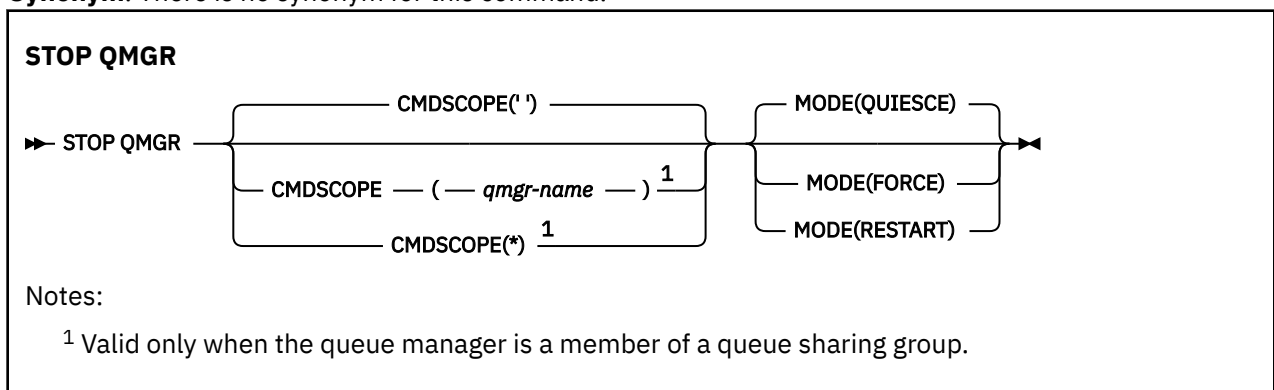 Synonym: There is no synonym for this command.
STOP QMGR
CMDSCOPE(' ')
MODE(QUIESCE)
STOP QMGR
CMDSCOPE ( qmgr-name ) 1
MODE(FORCE)
CMDSCOPE(*) 1
MODE(RESTART)
Notes:
1 Valid only when the queue manager is a member of a queue sharing group.